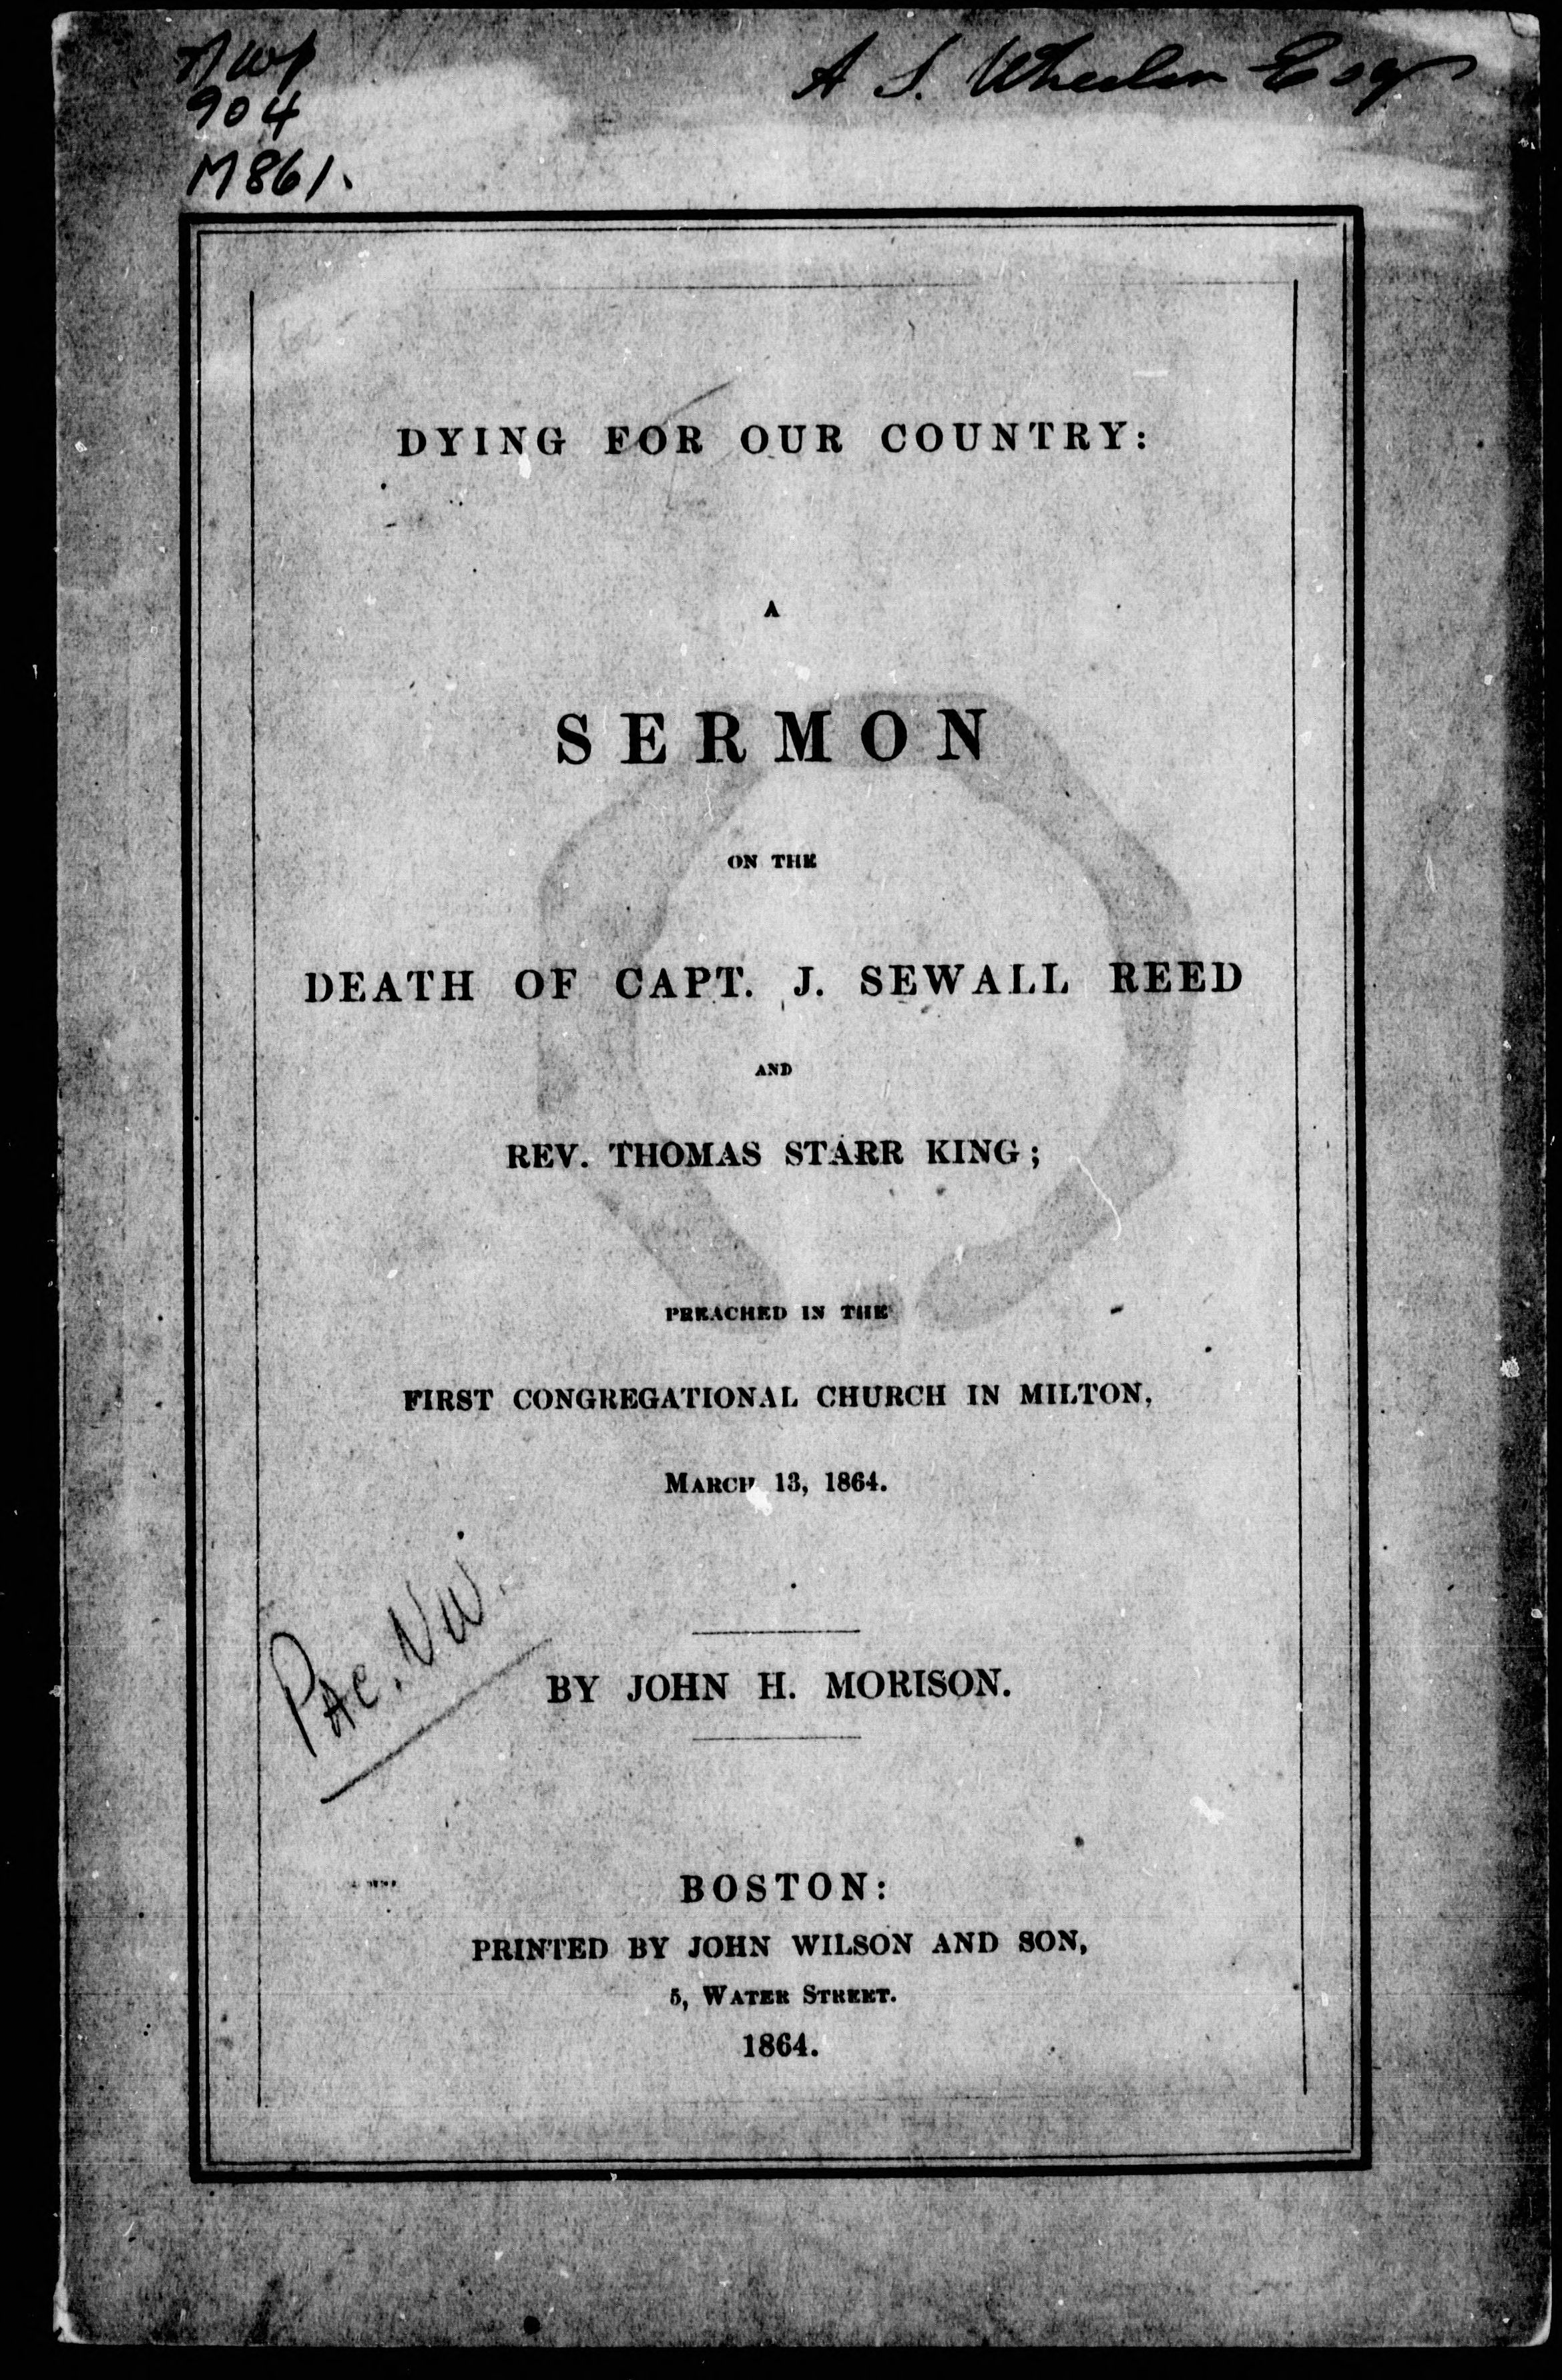 NWp
904
M861.
A S. Wheeler Esq
DYING FOR OUR COUNTRY:
A
SERMON
ON THE
DEATH OF CAPT. J. SEWALL REED
AND
REV. THOMAS STARR KING;
PREACHED IN THE
FIRST CONGREGATIONAL CHURCH IN MILTON,
MARCH 13, 1864.
PAC. NW.
BY JOHN H. MORISON.
BOSTON:
PRINTED BY JOHN WILSON AND SON,
5, WATER STREET.
1864.